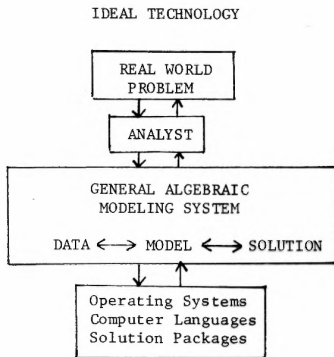 IDEAL TECHNOLOGY
REAL WORLD
PROBLEM
ANALYST
GENERAL ALGEBRAIC
MODELING SYSTEM
DATA ⟷ MODEL ⟷ SOLUTION
Operating Systems
Computer Languages
Solution Packages